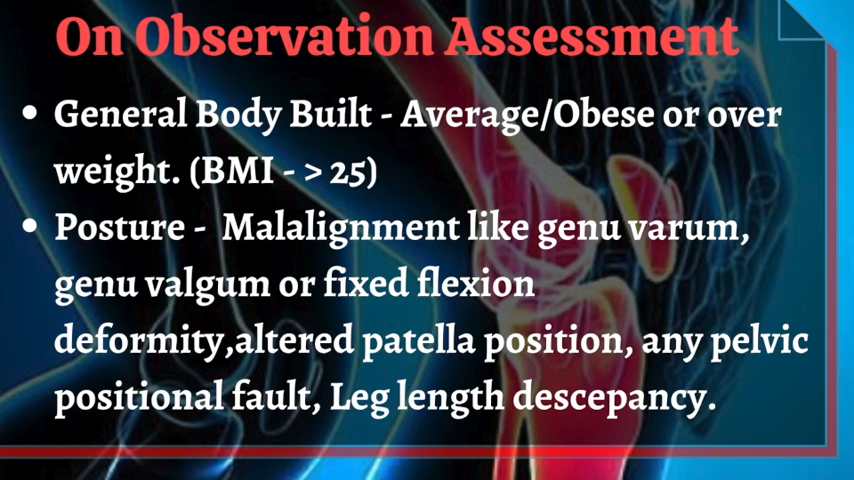 On Observation Assessment
• General Body Built - Average/Obese or over
weight. (BMI - > 25)
• Posture - Malalignment like genu varum,
genu valgum or fixed flexion
deformity,altered patella position, any pelvic
positional fault, Leg length descepancy.